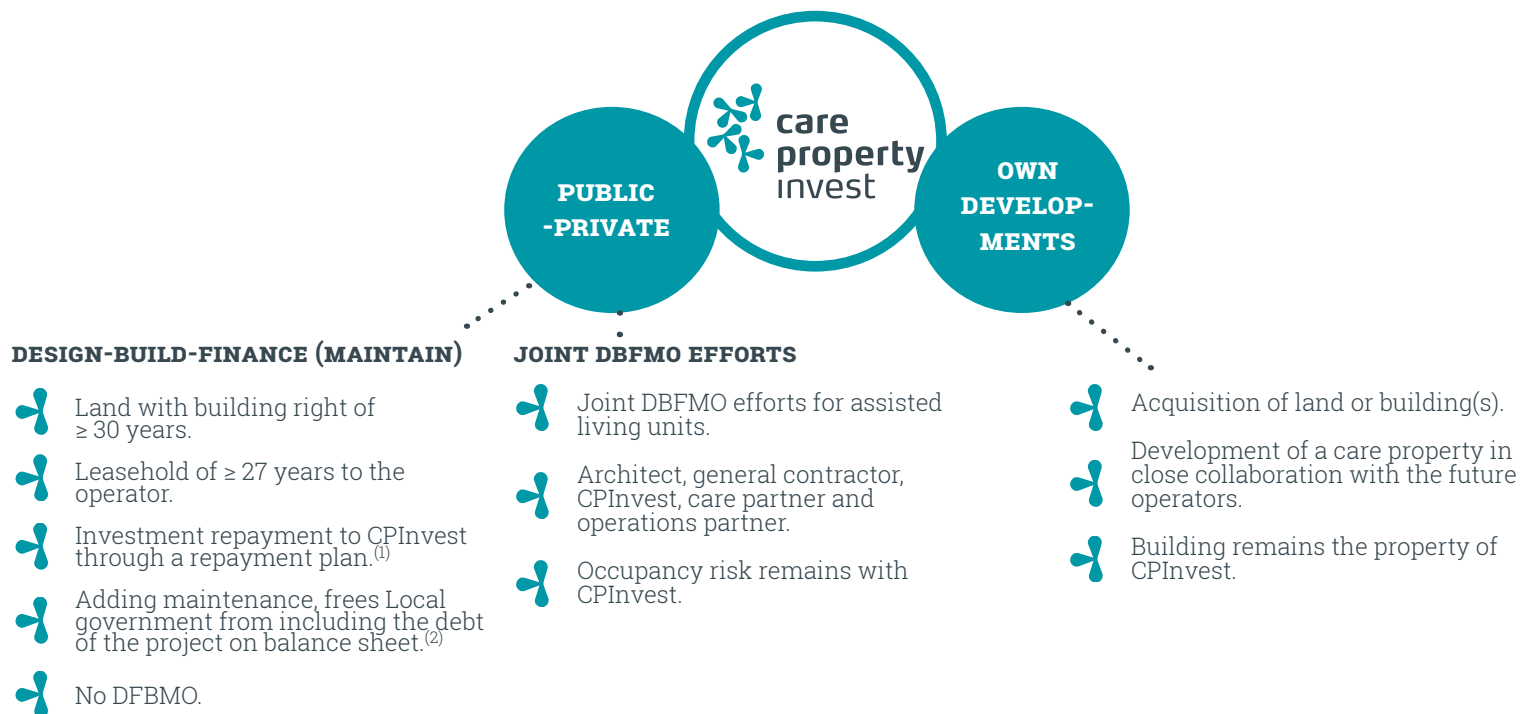 care
property
invest
PUBLIC
-PRIVATE
OWN
DEVELOP-
MENTS
DESIGN-BUILD-FINANCE (MAINTAIN)
Land with building right of
≥ 30 years.
Leasehold of ≥ 27 years to the
operator.
Investment repayment to CPInvest
through a repayment plan.(1)
Adding maintenance, frees Local
government from including the debt
of the project on balance sheet.(2)
No DFBMO.
JOINT DBFMO EFFORTS
Joint DBFMO efforts for assisted
living units.
Architect, general contractor,
CPInvest, care partner and
operations partner.
Occupancy risk remains with
CPInvest.
Acquisition of land or building(s).
Development of a care property in
close collaboration with the future
operators.
Building remains the property of
CPInvest.